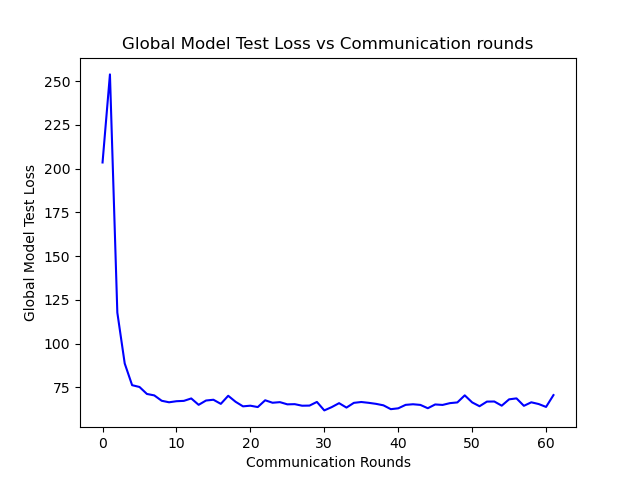 Global Model Test Loss vs Communication rounds
250
225
200
175
150
125
100
75
Global Model Test Loss
0 10 20 30 40 50 60
Communication Rounds